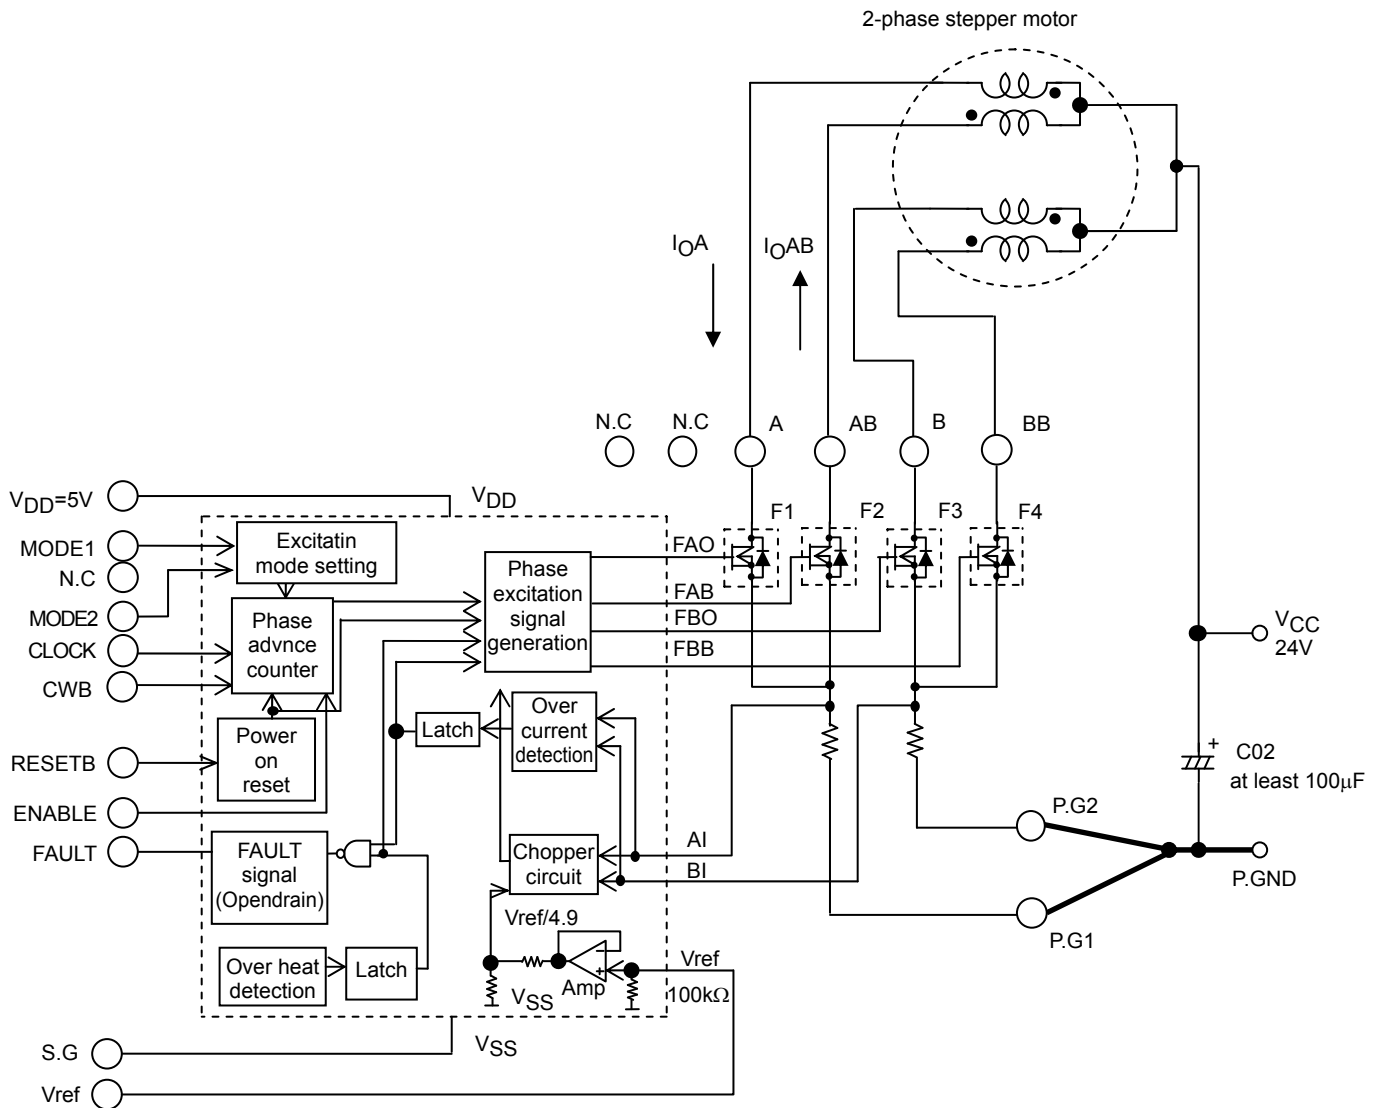 2-phase stepper motor
IOA
IOAB
N.C
N.C
A
AB
B
BB
VDD=5V
VDD
MODE1
N.C
MODE2
CLOCK
CWB
RESETB
ENABLE
FAULT
Excitatin
mode setting
Phase
advnce
counter
Power
on
reset
FAULT
signal
(Opendrain)
Over heat
detection
Latch
Latch
Over
current
detection
Phase
excitation
signal
generation
Chopper
circuit
FAO
FAB
FBO
FBB
F1
F2
F3
F4
AI
BI
Vref/4.9
Amp
VSS
Vref
100kΩ
VCC
24V
+
C02
at least 100µF
P.G2
P.G1
P.GND
VSS
S.G
Vref
-
+